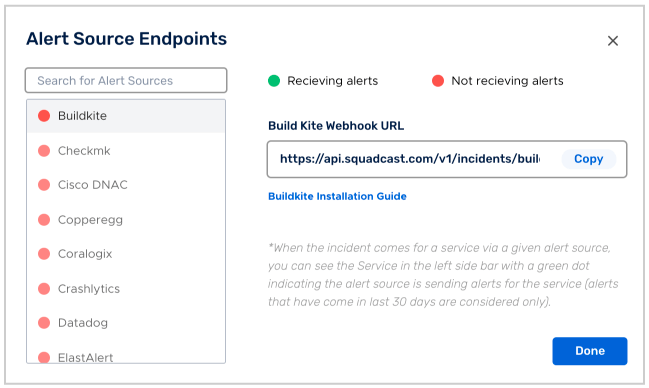 Alert Source Endpoints
Search for Alert Sources
Recieving alerts
Not recieving alerts
Buildkite
Checkmk
Cisco DNAC
Copperegg
Coralogix
Crashlytics
Datadog
ElastAlert
Build Kite Webhook URL
https://api.squadcast.com/v1/incidents/buil
Copy
Buildkite Installation Guide
*When the incident comes for a service via a given alert source,
you can see the Service in the left side bar with a green dot
indicating the alert source is sending alerts for the service (alerts
that have come in last 30 days are considered only).
Done